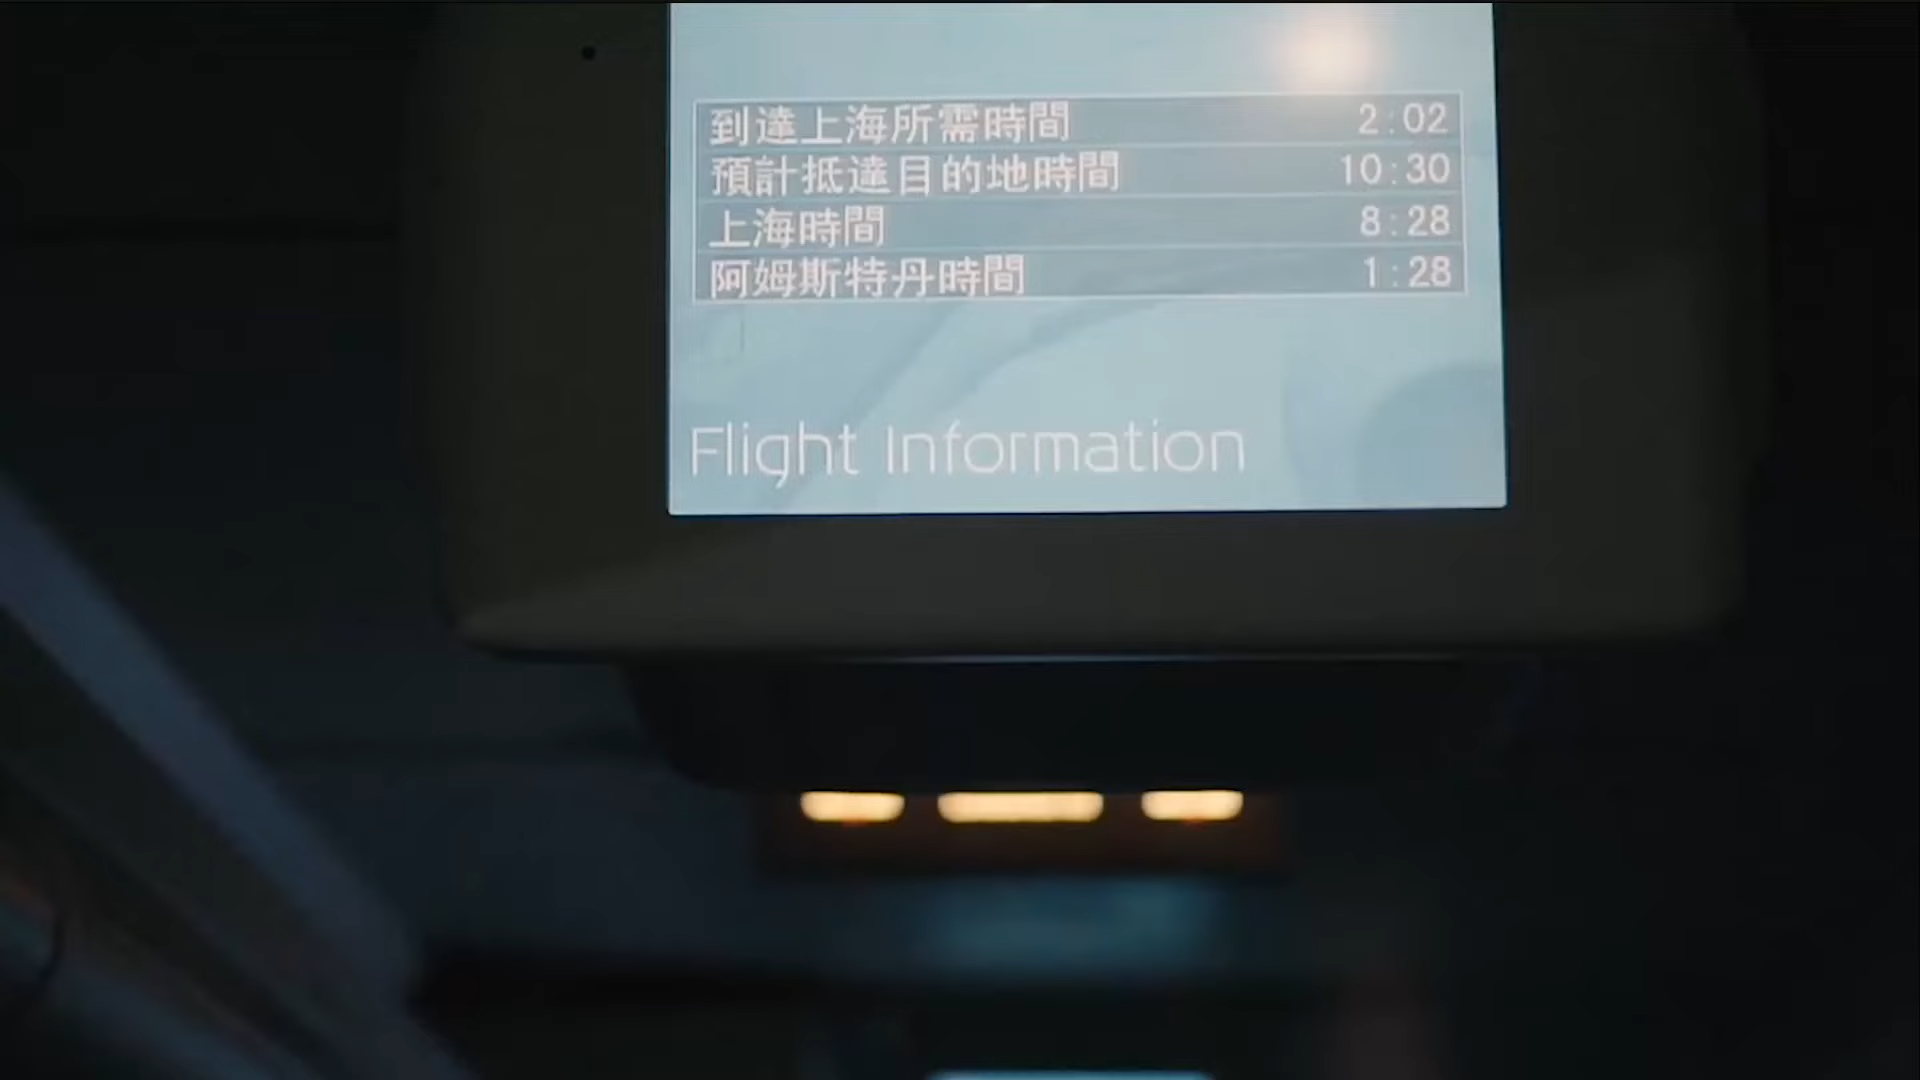 到達上海所需時間 2:02
預計抵達目的地時間 10:30
上海時間 8:28
阿姆斯特丹時間 1:28
Flight Information